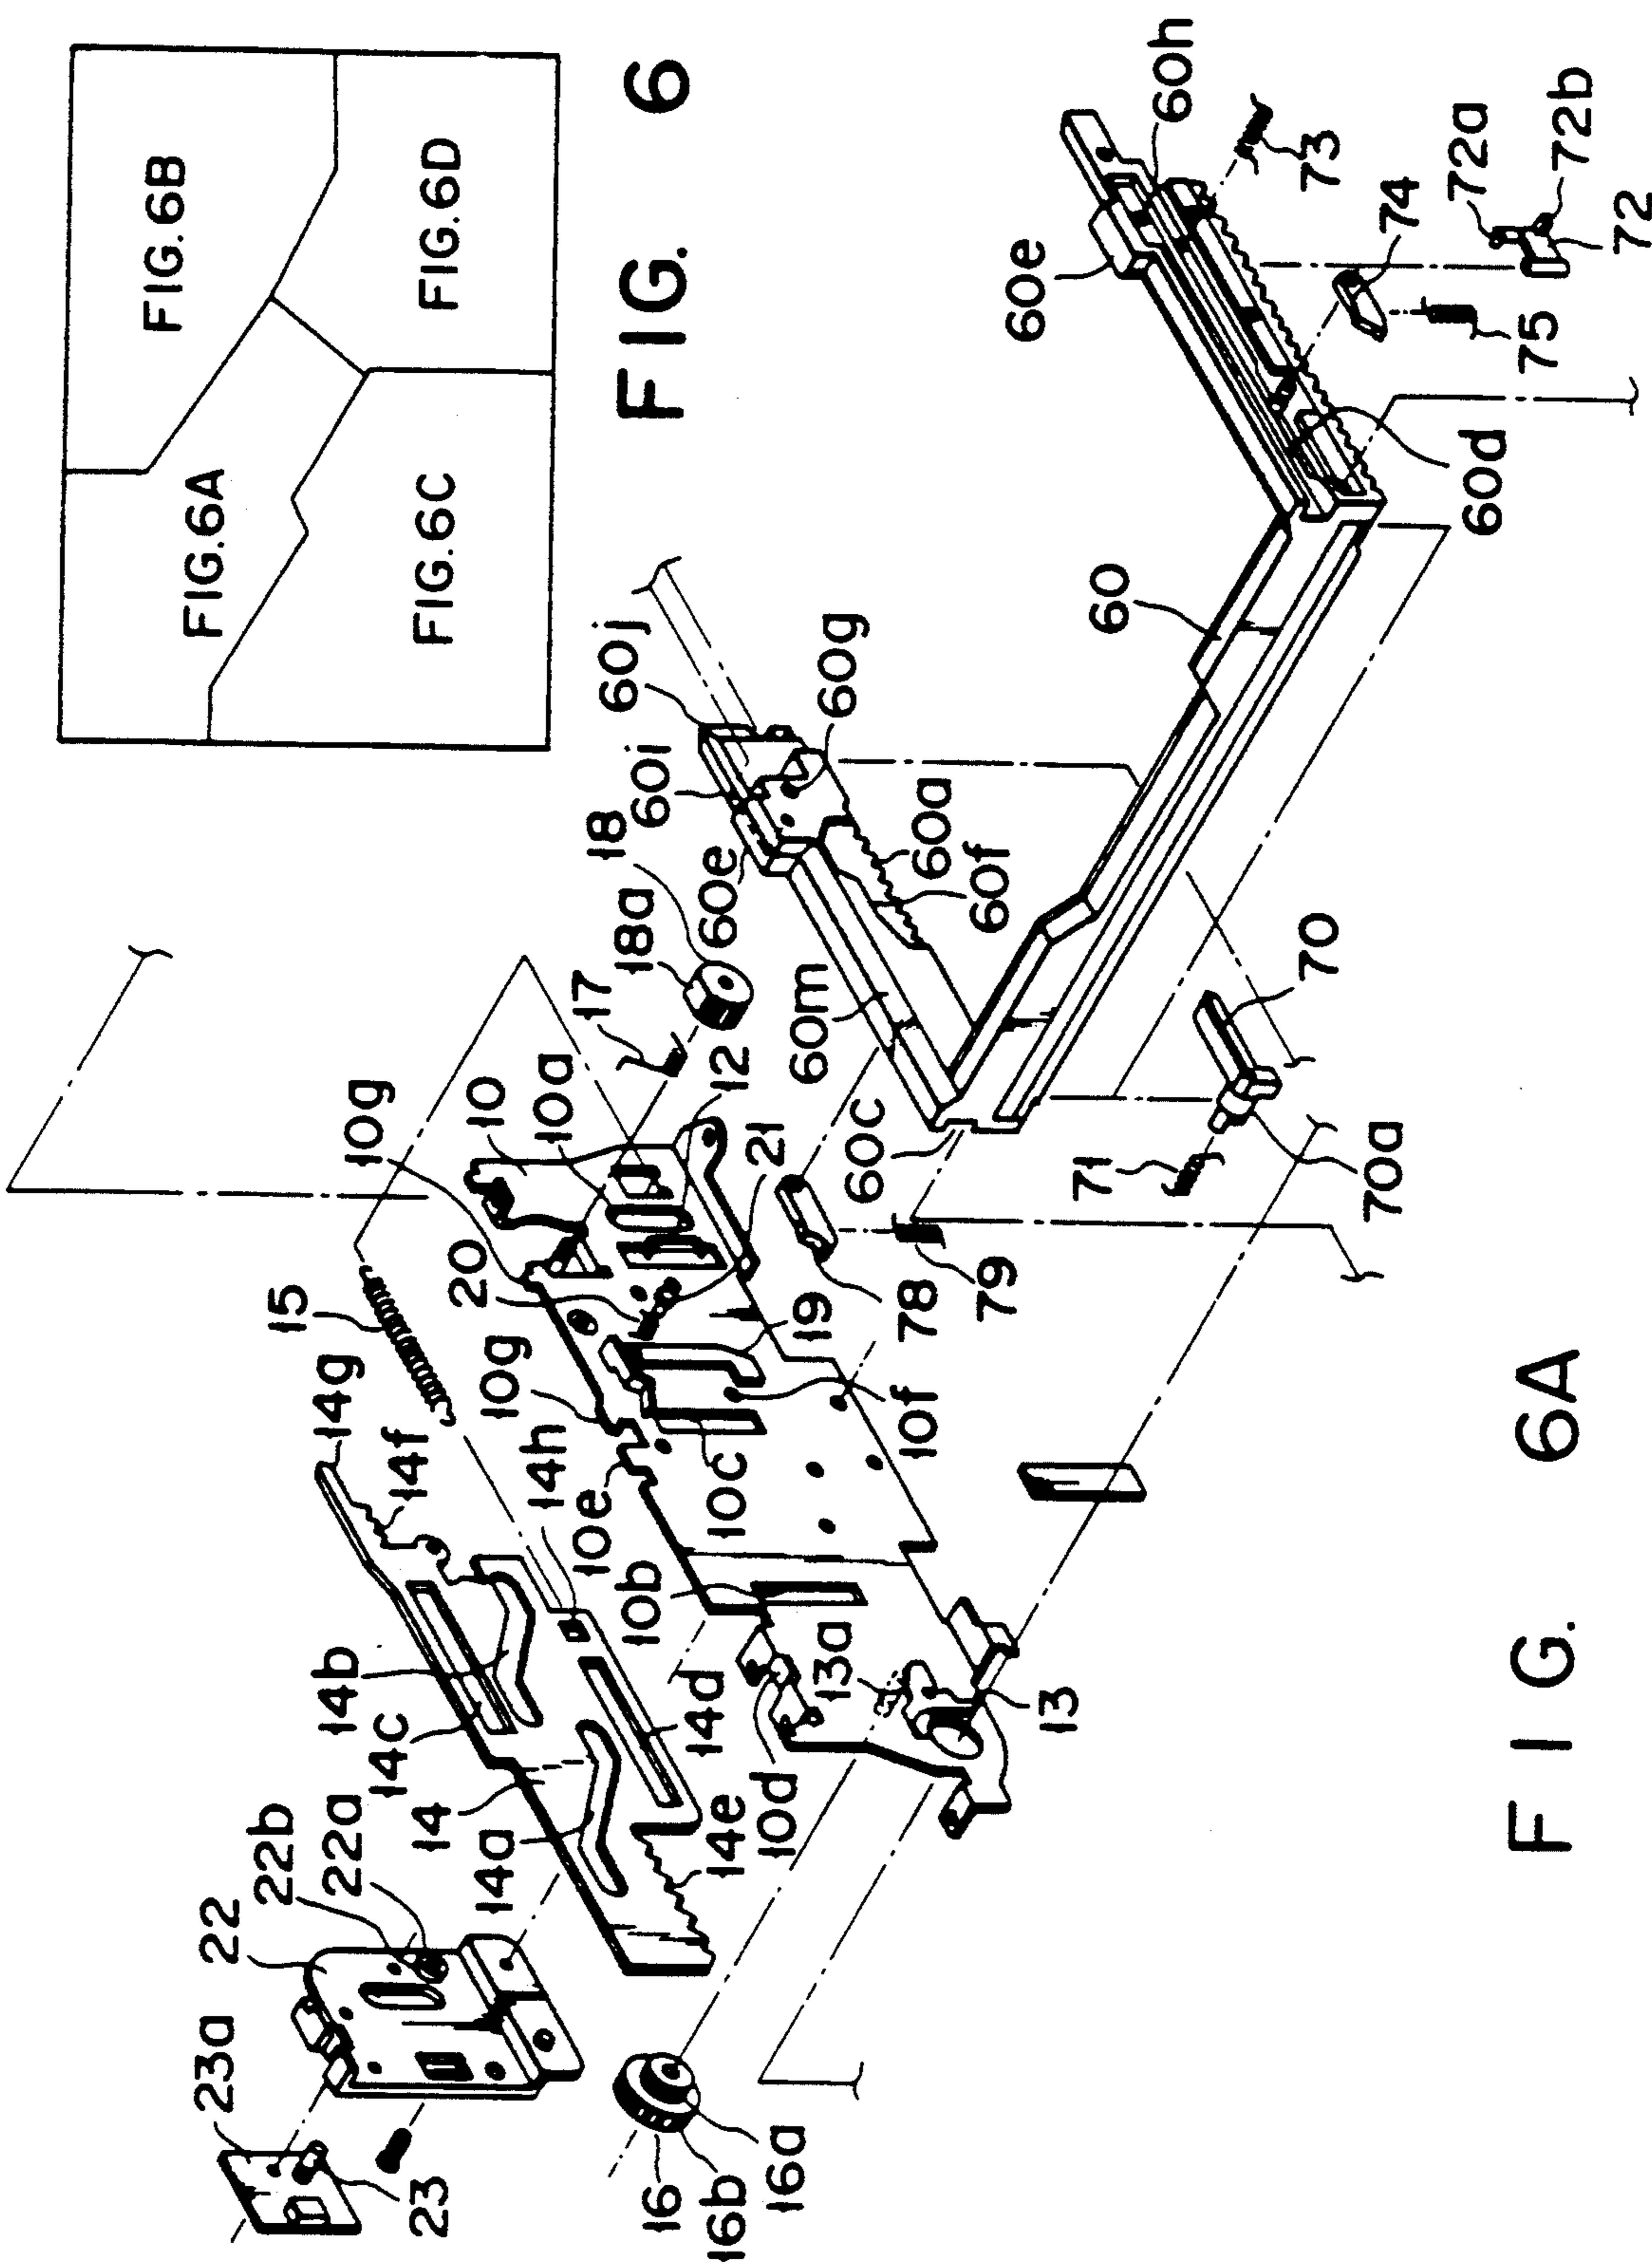 FIG. 6A
FIG. 6B
FIG. 6C
FIG. 6D
FIG. 6
23a
23
22
22b
22a
16
16b
16a
14
14a
14c
14b
14f
14g
14h
14d
14e
15
10g
10
10a
10g
10e
10b
10c
10d
10f
13a
13
12
17
18a
18
20
21
19
78
79
60e
60i
60j
60g
60a
60f
60m
60c
60
60e
60h
60d
73
74
75
72a
72b
72
70
70a
71
FIG. 6A